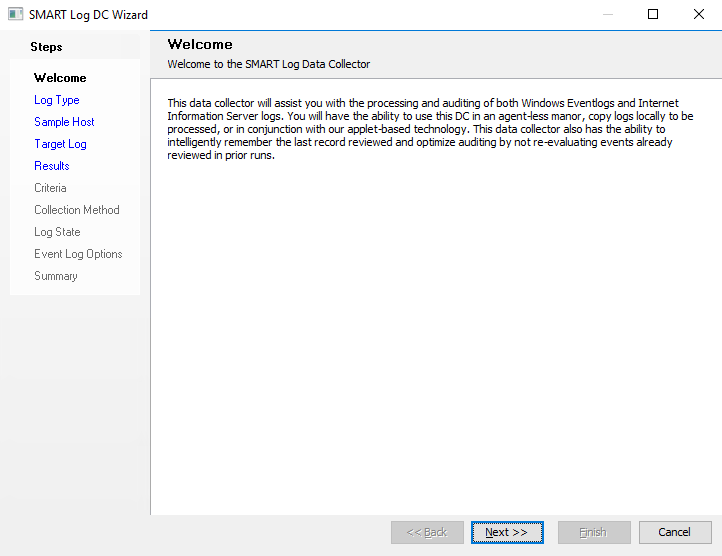 SMART Log DC Wizard
Steps
Welcome
Log Type
Sample Host
Target Log
Results
Criteria
Collection Method
Log State
Event Log Options
Summary
Welcome
Welcome to the SMART Log Data Collector
This data collector will assist you with the processing and auditing of both Windows Eventlogs and Internet
Information Server logs. You will have the ability to use this DC in an agent-less manor, copy logs locally to be
processed, or in conjunction with our applet-based technology. This data collector also has the ability to
intelligently remember the last record reviewed and optimize auditing by not re-evaluating events already
reviewed in prior runs.
<< Back
Next >>
Finish
Cancel